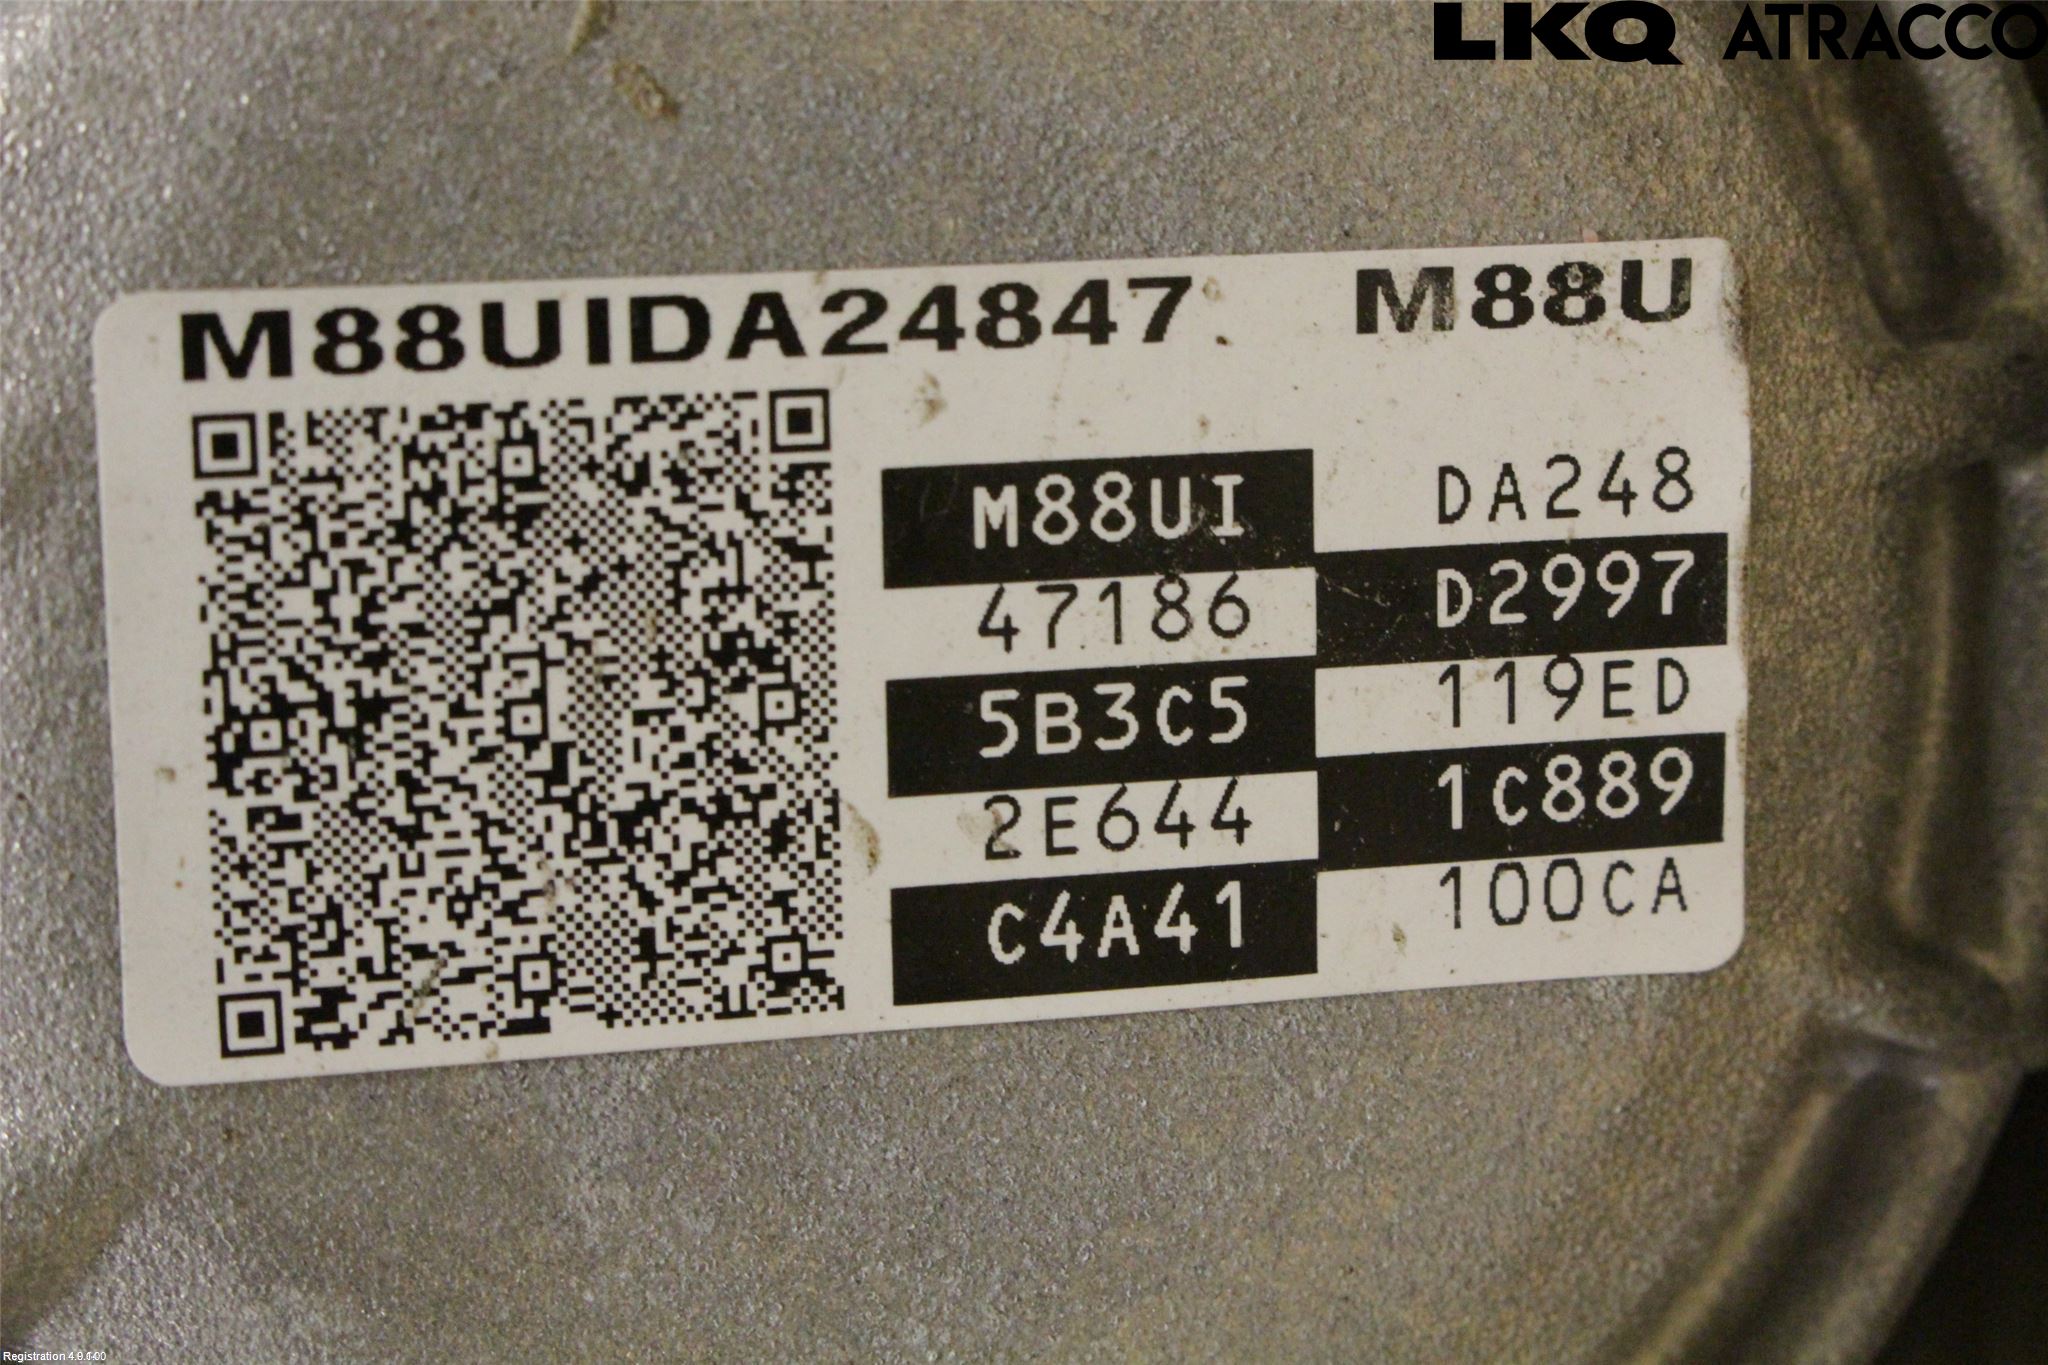 LKQ ATRACCO
M88UIDA24847 M88U
M88UI DA248
47186 D2997
5B3C5 119ED
2E644 1C889
C4A41 100CA